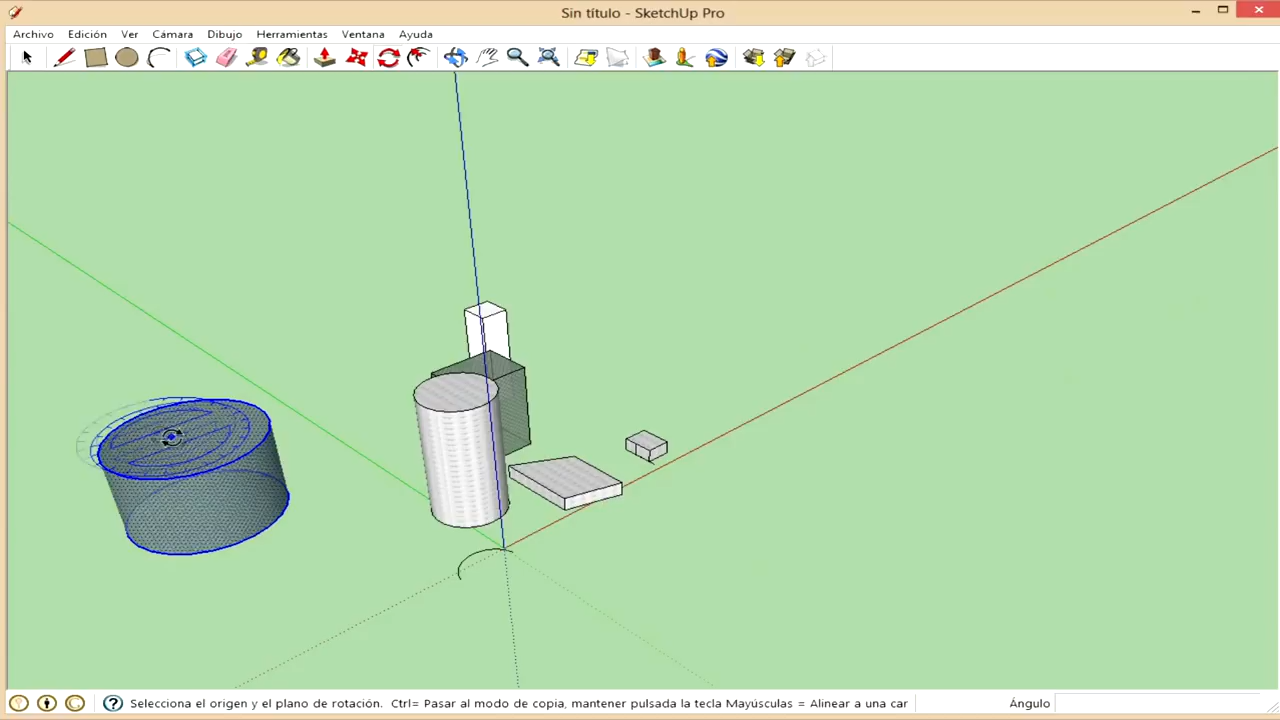 Sin título - SketchUp Pro
Archivo Edición Ver Cámara Dibujo Herramientas Ventana Ayuda
Selecciona el origen y el plano de rotación. Ctrl= Pasar al modo de copia, mantener pulsada la tecla Mayúsculas = Alinear a una car
Ángulo